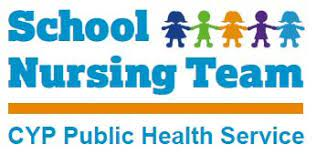 School
Nursing Team
CYP Public Health Service